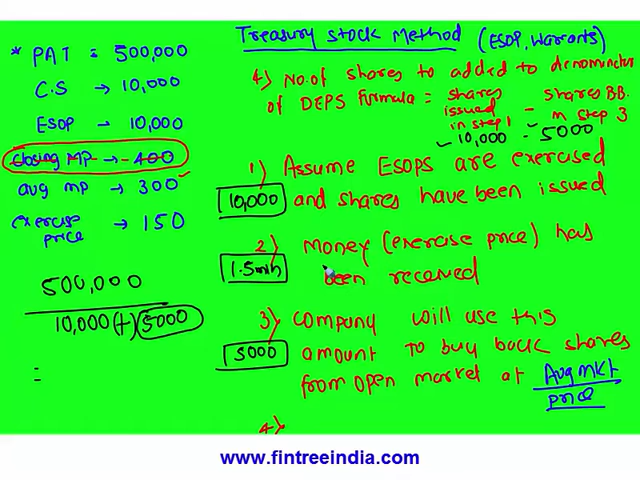 Treasury stock Method (ESOP, Warrants)
* PAT = 500,000
C.S → 10,000
ESOP → 10,000
closing MP → 400
avg mp → 300
exercise price → 150
500,000
10,000 (+) 5000
=
4) No. of shares to added to denominator
of DEPS formula = shares issued in step 1 - shares BB. in step 3
10,000 - 5000
1) Assume ESOPS are exercised
10,000 and shares have been issued
2) Money (exercise price) has
1.5mn been received
3) company will use this
5000 amount to buy back shares
from open market at Avg mkt price
4)
www.fintreeindia.com